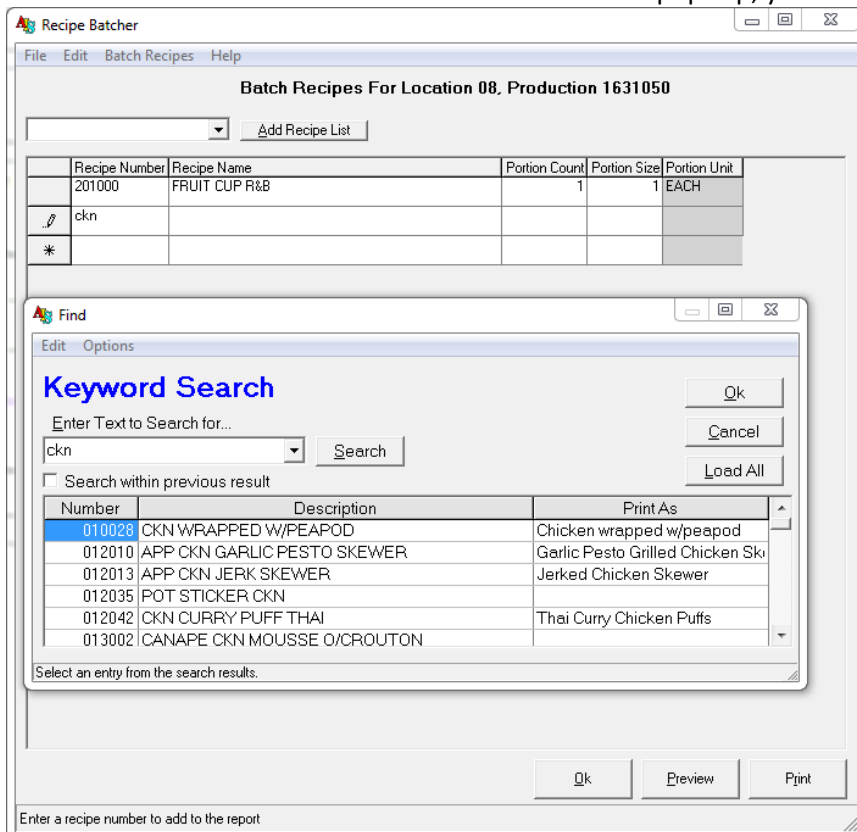 Recipe Batcher
File Edit Batch Recipes Help
Batch Recipes For Location 08, Production 1631050
Add Recipe List
Recipe Number Recipe Name Portion Count Portion Size Portion Unit
201000 FRUIT CUP R&B 1 1 EACH
ckn
Find
Edit Options
Keyword Search
Ok
Enter Text to Search for...
Cancel
ckn Search
Load All
Search within previous result
Number Description Print As
010028 CKN WRAPPED W/PEAPOD Chicken wrapped w/peapod
012010 APP CKN GARLIC PESTO SKEWER Garlic Pesto Grilled Chicken Sk
012013 APP CKN JERK SKEWER Jerked Chicken Skewer
012035 POT STICKER CKN
012042 CKN CURRY PUFF THAI Thai Curry Chicken Puffs
013002 CANAPE CKN MOUSSE O/CROUTON
Select an entry from the search results.
Ok Preview Print
Enter a recipe number to add to the report